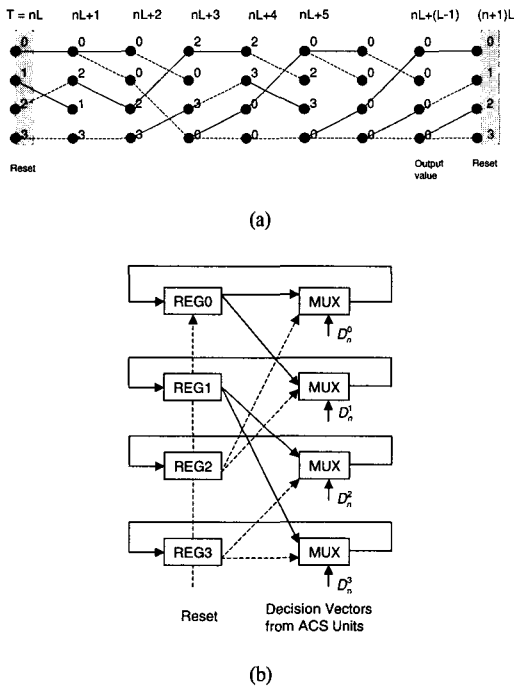 T = nL nL+1 nL+2 nL+3 nL+4 nL+5 nL+(L-1) (n+1)L
0 0 0 2 2 0 0 0 0
1 2 0 0 3 2 0 0 1
2 1 2 3 0 3 0 0 2
3 3 3 0 0 0 0 0 3
Reset Output value Reset
(a)
REG0 MUX
D_n^0
REG1 MUX
D_n^1
REG2 MUX
D_n^2
REG3 MUX
D_n^3
Reset Decision Vectors
from ACS Units
(b)